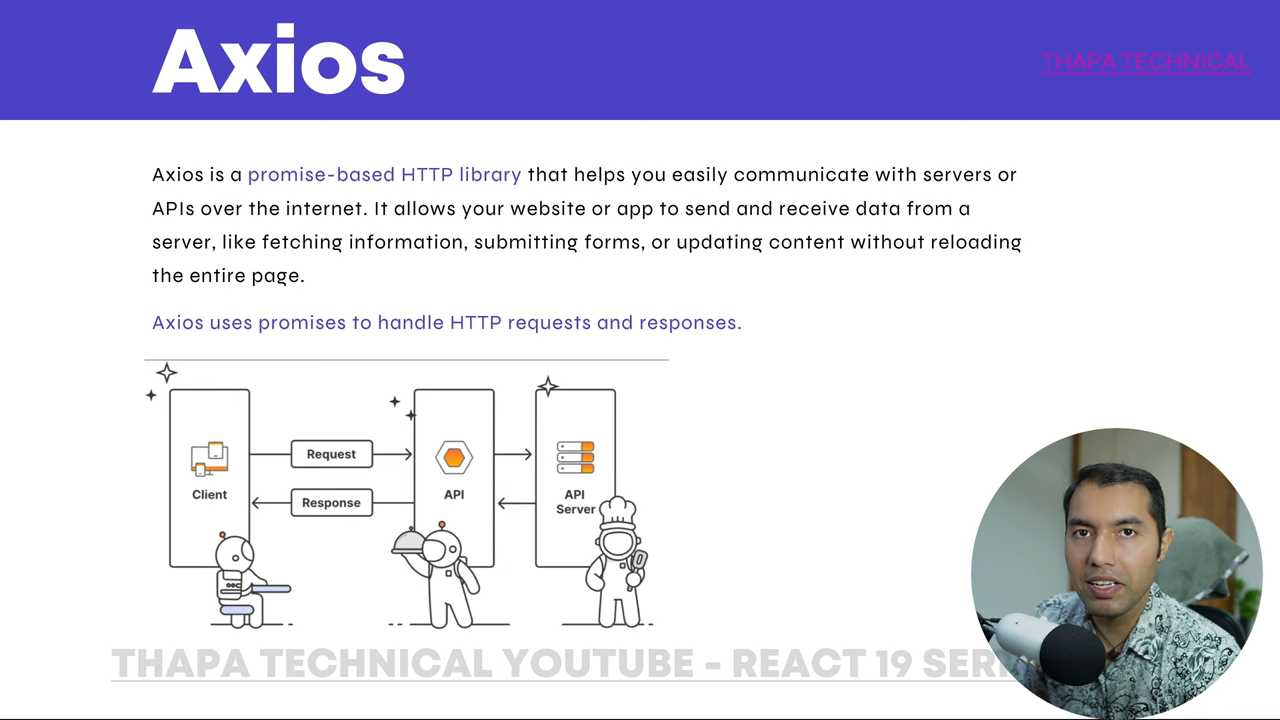 Axios
THAPA TECHNICAL
Axios is a promise-based HTTP library that helps you easily communicate with servers or
APIs over the internet. It allows your website or app to send and receive data from a
server, like fetching information, submitting forms, or updating content without reloading
the entire page.
Axios uses promises to handle HTTP requests and responses.
Request
Client
API
API
Server
Response
THAPA TECHNICAL YOUTUBE - REACT 19